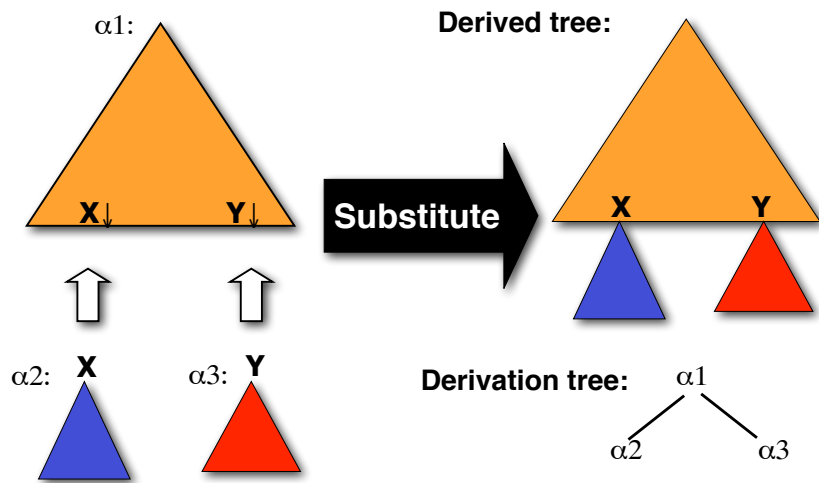 α1:
Derived tree:
X↓
Y↓
Substitute
X
Y
α2:
X
α3:
Y
Derivation tree:
α1
α2
α3